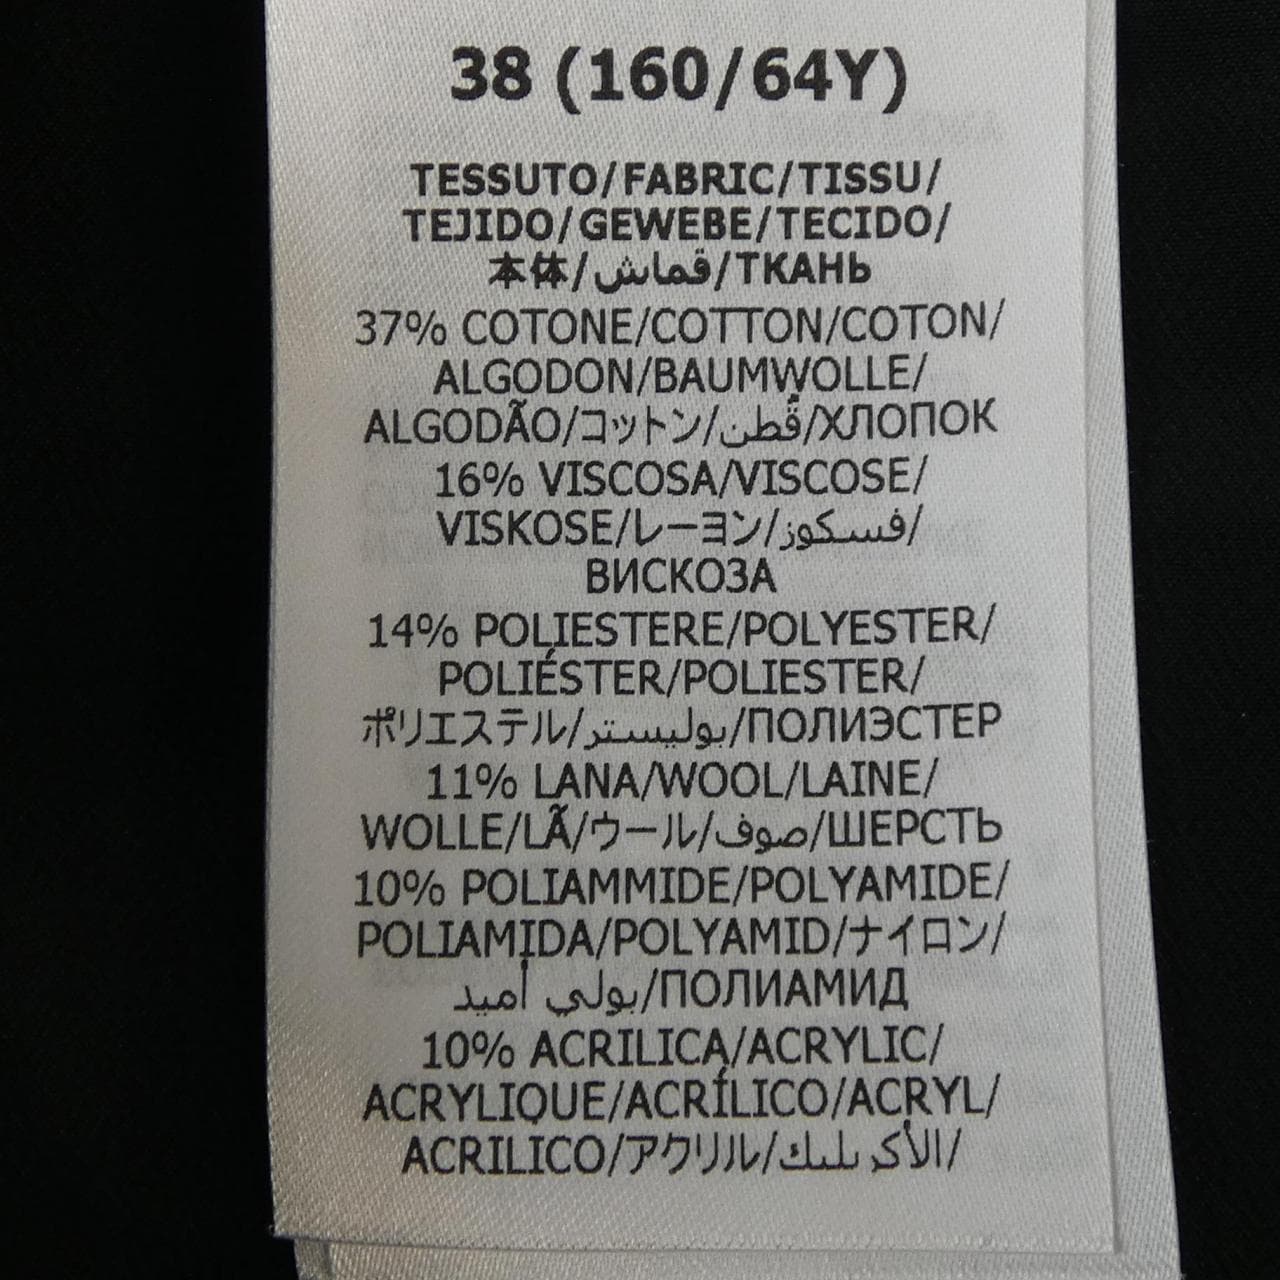 38 (160/64Y)
TESSUTO/FABRIC/TISSU/
TEJIDO/GEWEBE/TECIDO/
本体/قماش/ТКАНЬ
37% COTONE/COTTON/COTON/
ALGODON/BAUMWOLLE/
ALGODÃO/コットン/قُطن/ХЛОПОК
16% VISCOSA/VISCOSE/
VISKOSE/レーヨン/فسكوز/
ВИСКОЗА
14% POLIESTERE/POLYESTER/
POLIÉSTER/POLIESTER/
ポリエステル/بوليستر/ПОЛИЭСТЕР
11% LANA/WOOL/LAINE/
WOLLE/LÃ/ウール/صوف/ШЕРСТЬ
10% POLIAMMIDE/POLYAMIDE/
POLIAMIDA/POLYAMID/ナイロン/
بولي أميد/ПОЛИАМИД
10% ACRILICA/ACRYLIC/
ACRYLIQUE/ACRÍLICO/ACRYL/
ACRILICO/アクリル/الأكريليك/